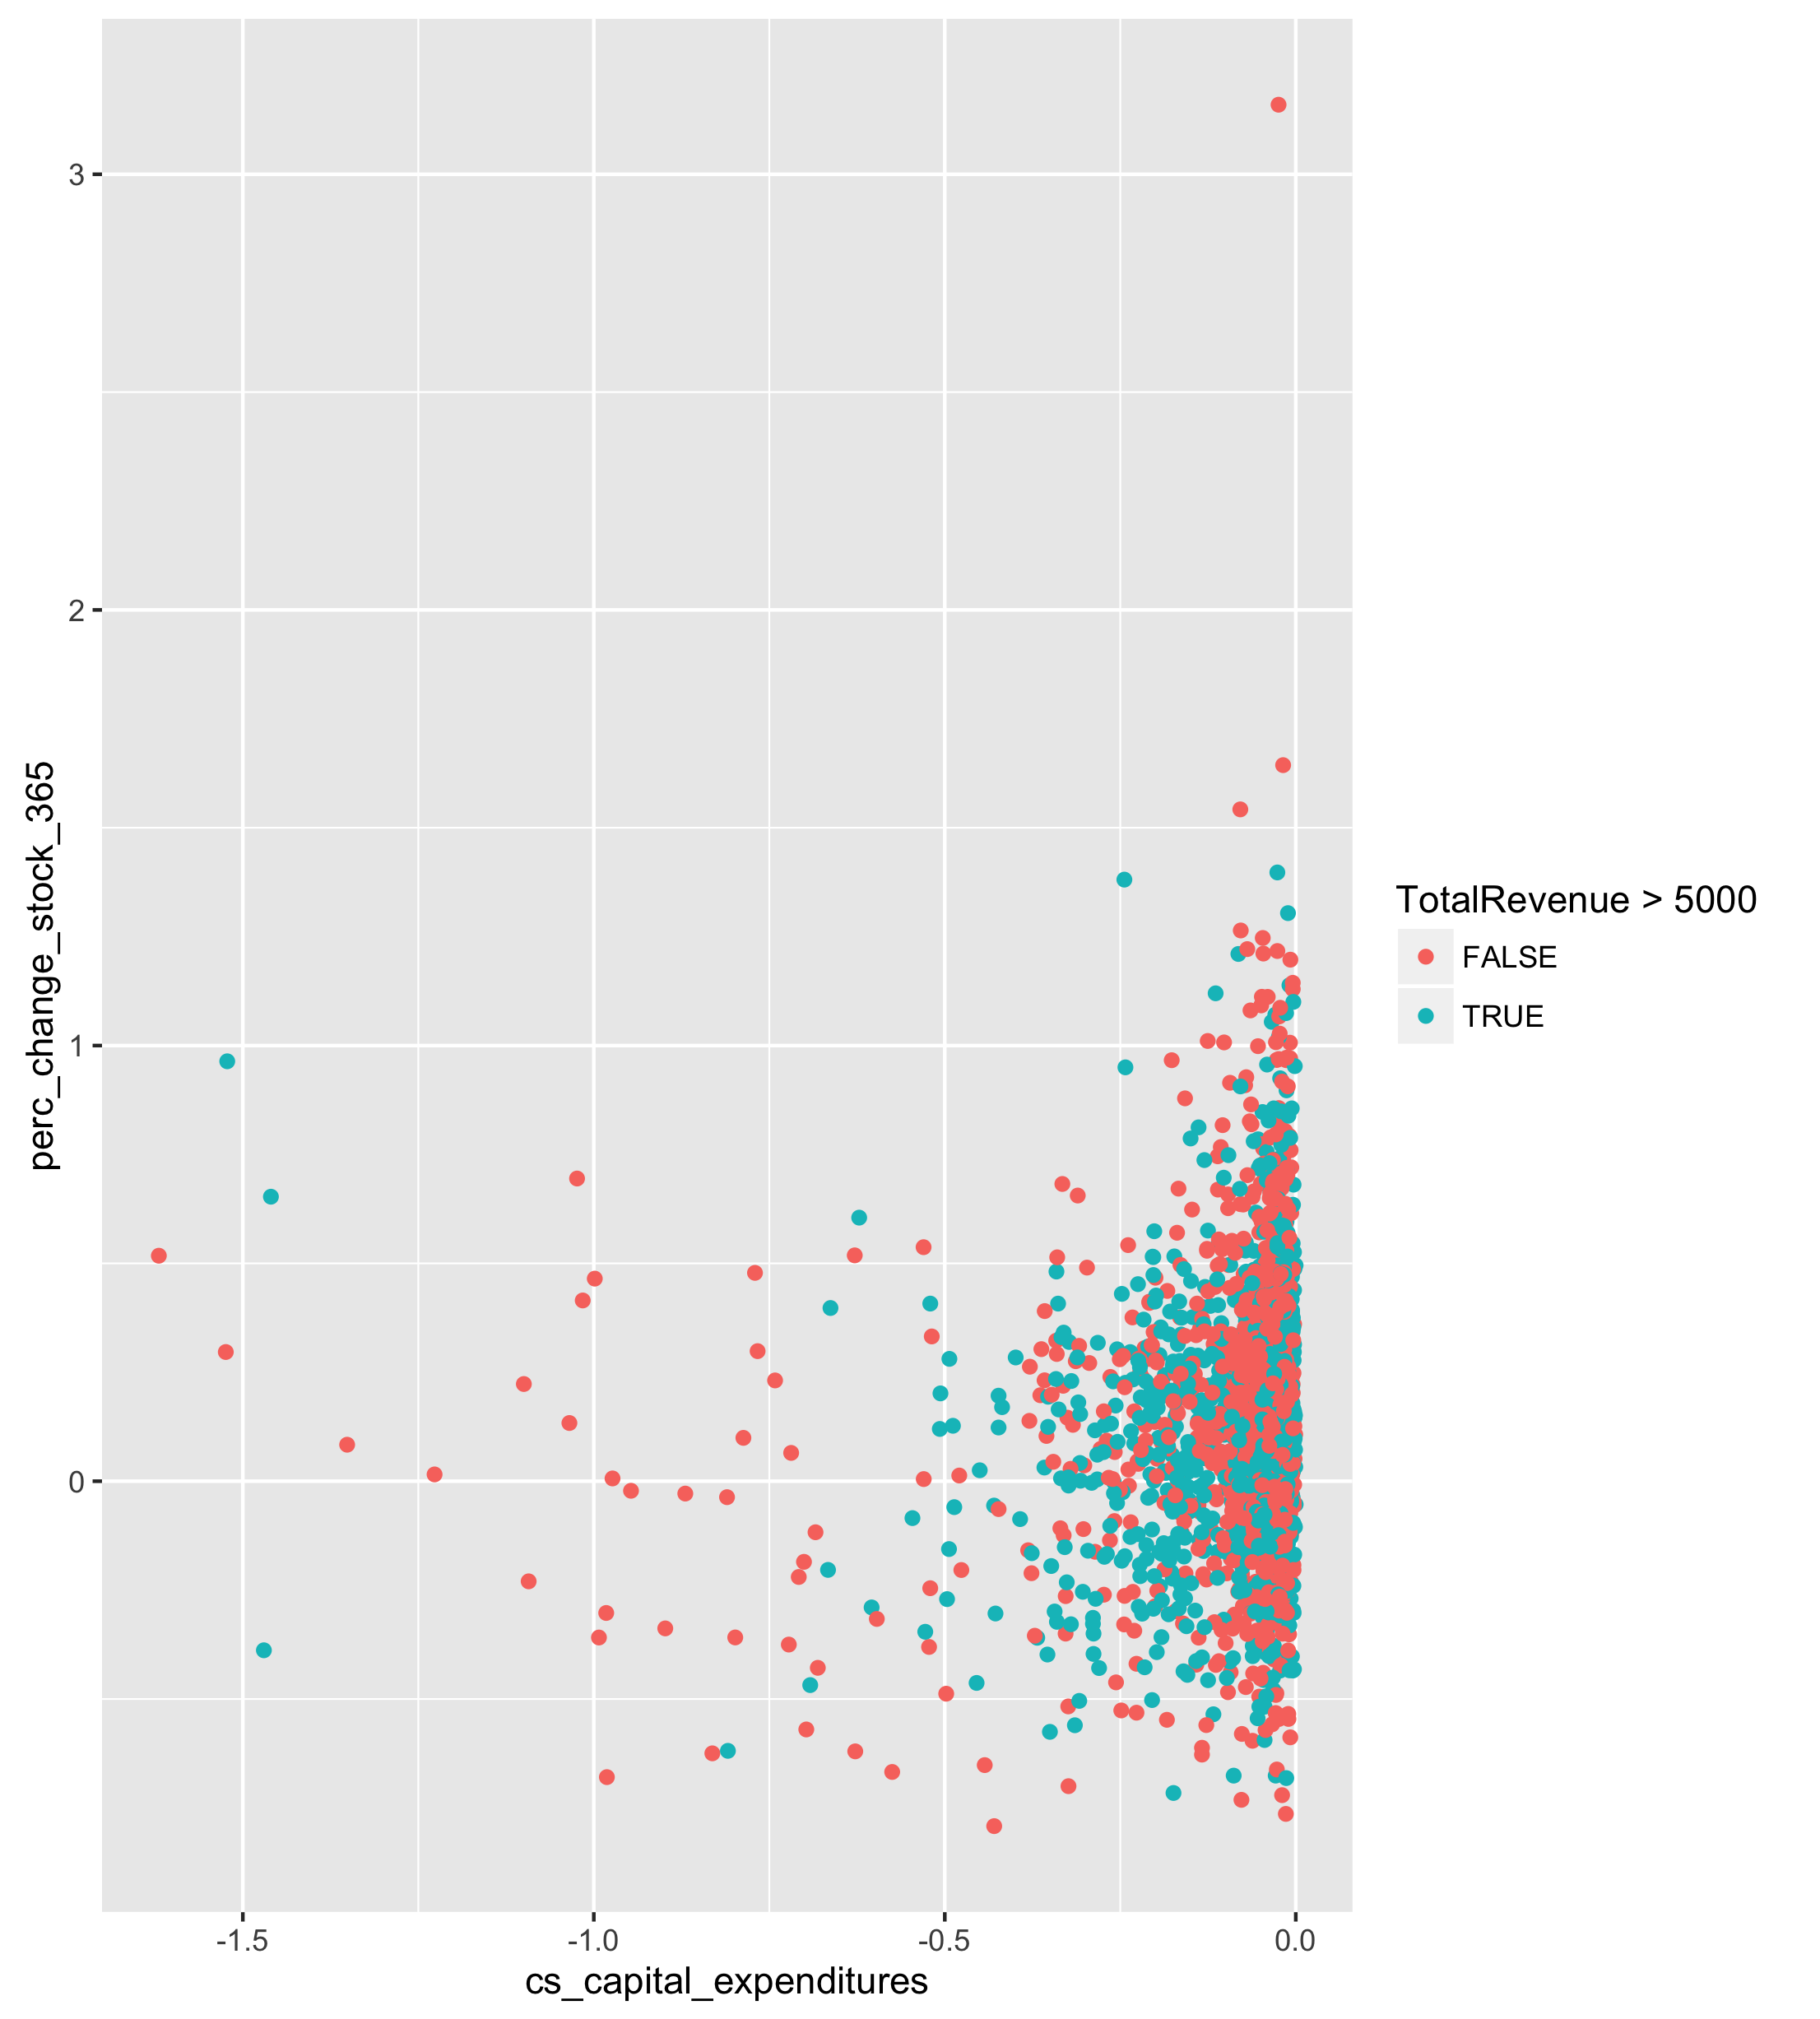 3
2
1
0
perc_change_stock_365
-1.5
-1.0
-0.5
0.0
cs_capital_expenditures
TotalRevenue > 5000
FALSE
TRUE